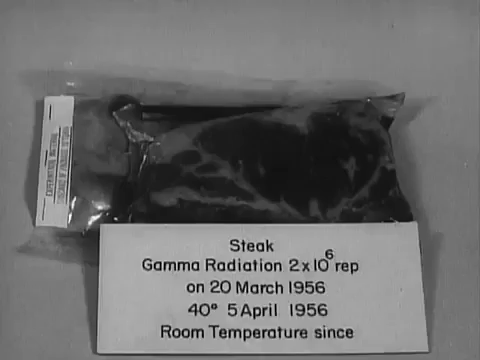 Steak
Gamma Radiation 2x10⁶ rep
on 20 March 1956
40° 5 April 1956
Room Temperature since